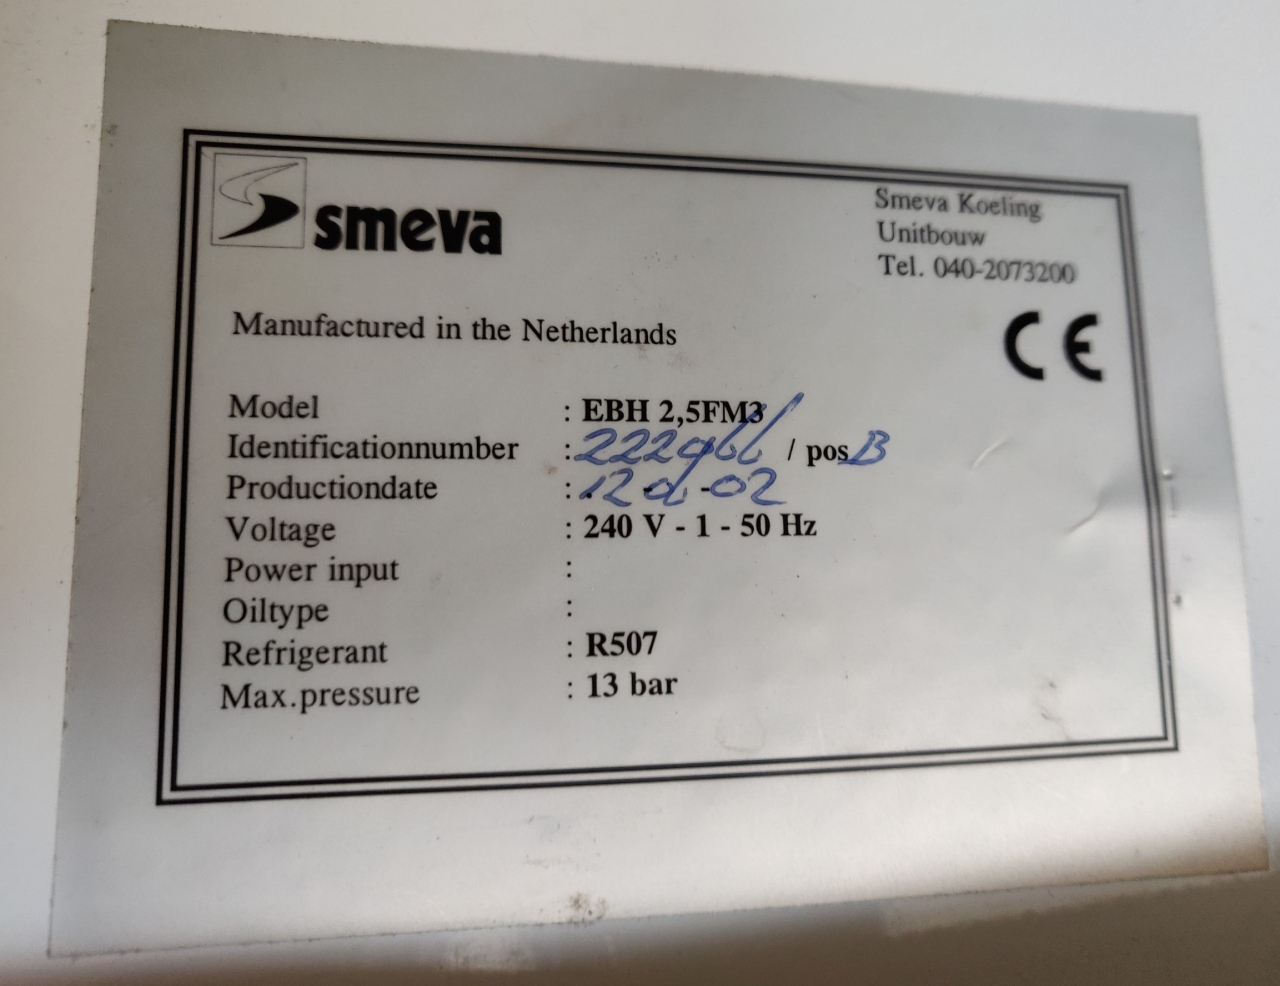 smeva
Smeva Koeling
Unitbouw
Tel. 040-2073200
Manufactured in the Netherlands
CE
Model : EBH 2,5FM3
Identificationnumber : 222966 / pos B
Productiondate : 12 - -02
Voltage : 240 V - 1 - 50 Hz
Power input :
Oiltype :
Refrigerant : R507
Max.pressure : 13 bar